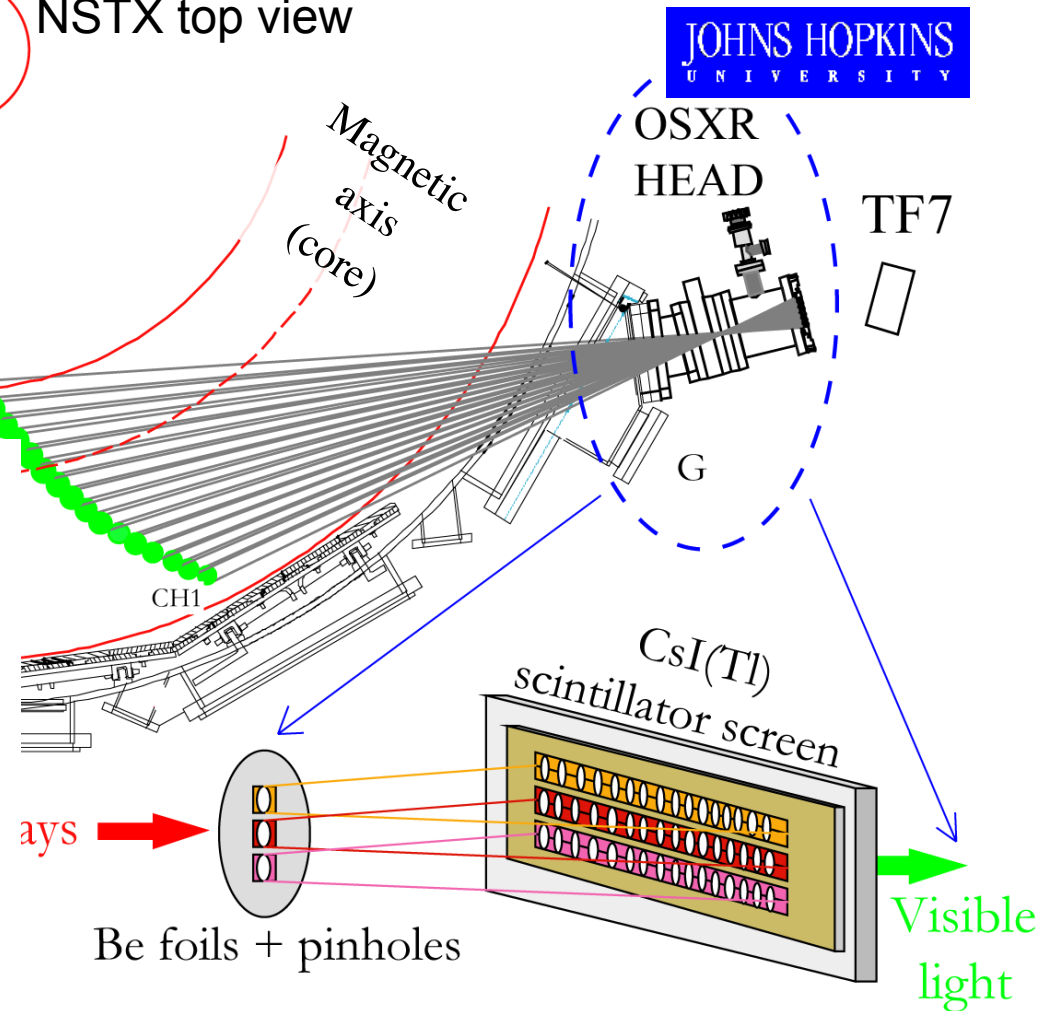 NSTX top view
JOHNS HOPKINS
UNIVERSITY
OSXR
HEAD
TF7
Magnetic
axis
(core)
G
CH1
CsI(Tl)
scintillator screen
ays
Be foils + pinholes
Visible
light